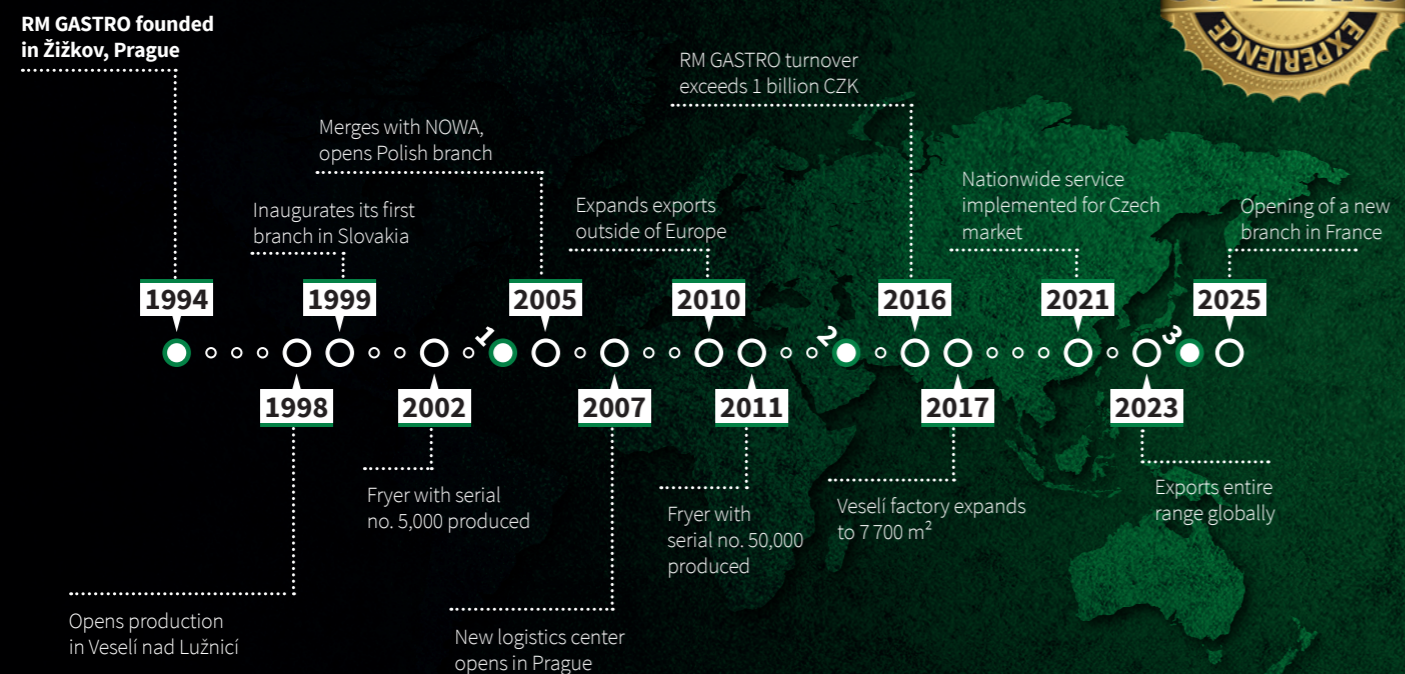 RM GASTRO founded
in Žižkov, Prague
EXPERIENCE
RM GASTRO turnover
exceeds 1 billion CZK
Merges with NOWA,
opens Polish branch
Nationwide service
implemented for Czech
market
Inaugurates its first
branch in Slovakia
Expands exports
outside of Europe
Opening of a new
branch in France
1994
1999
2005
2010
2016
2021
2025
1
2
3
1998
2002
2007
2011
2017
2023
Fryer with serial
no. 5,000 produced
Fryer with
serial no. 50,000
produced
Veselí factory expands
to 7 700 m²
Exports entire
range globally
Opens production
in Veselí nad Lužnicí
New logistics center
opens in Prague